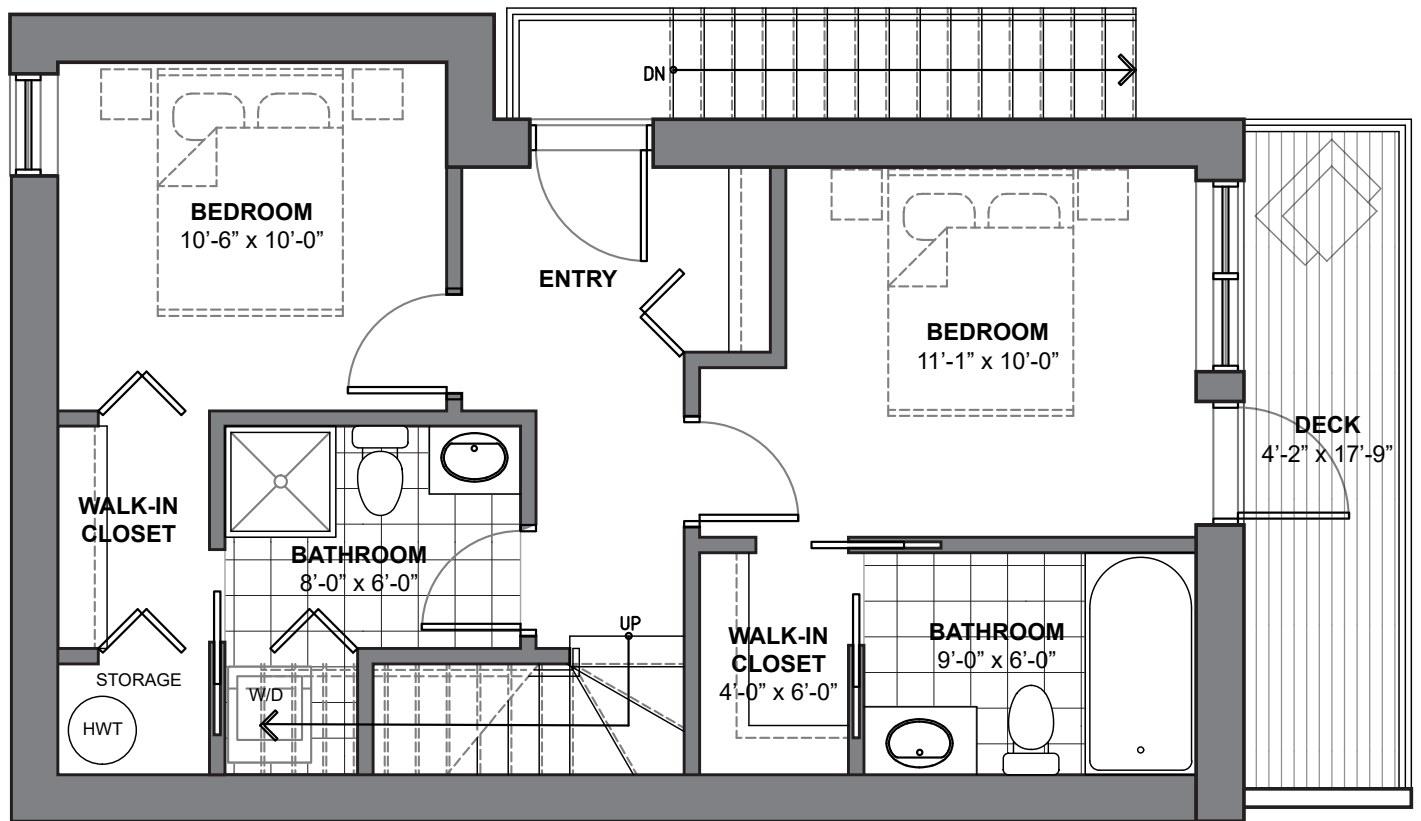 DN
BEDROOM
10’-6” x 10’-0”
ENTRY
BEDROOM
11’-1” x 10’-0”
DECK
4’-2” x 17’-9”
WALK-IN
CLOSET
BATHROOM
8’-0” x 6’-0”
UP
WALK-IN
CLOSET
4’-0” x 6’-0”
BATHROOM
9’-0” x 6’-0”
STORAGE
W/D
HWT